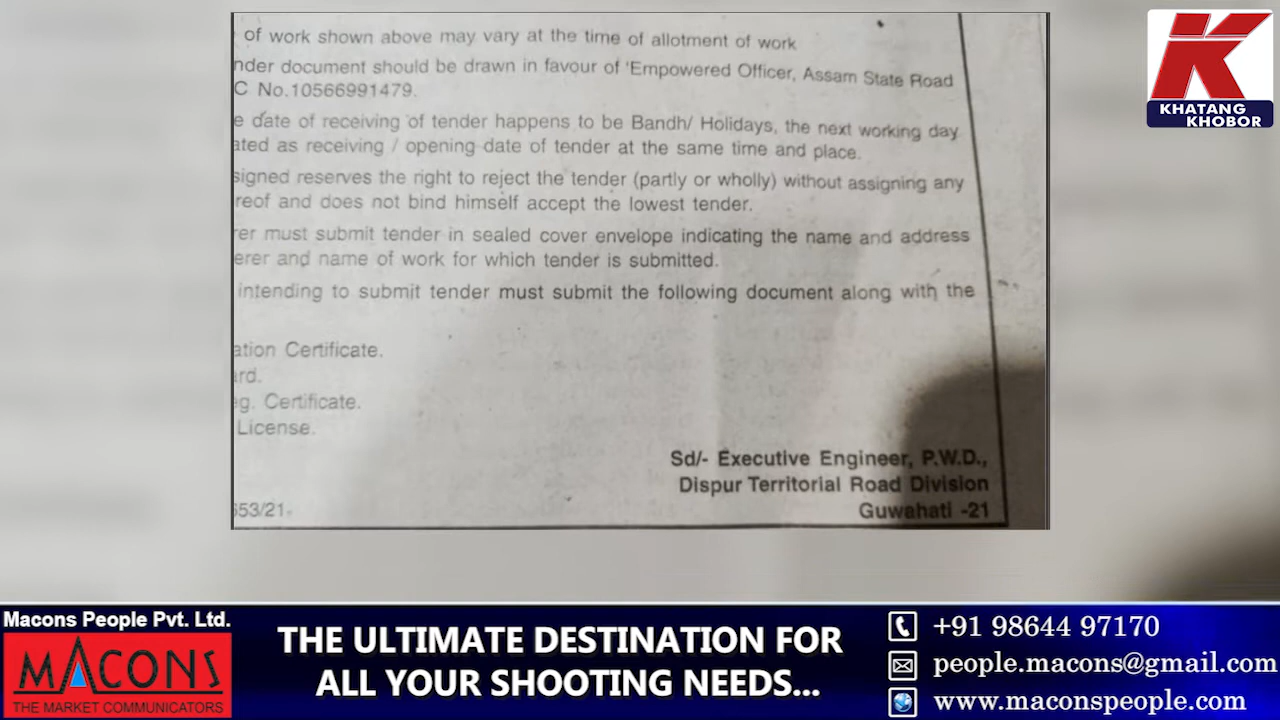 of work shown above may vary at the time of allotment of work
nder document should be drawn in favour of 'Empowered Officer, Assam State Road
C No.10566991479.
e date of receiving of tender happens to be Bandh/ Holidays, the next working day
ated as receiving / opening date of tender at the same time and place.
signed reserves the right to reject the tender (partly or wholly) without assigning any
reof and does not bind himself accept the lowest tender.
rer must submit tender in sealed cover envelope indicating the name and address
erer and name of work for which tender is submitted.
intending to submit tender must submit the following document along with the
ation Certificate.
ard.
eg. Certificate.
License.
Sd/- Executive Engineer, P.W.D.,
Dispur Territorial Road Division
Guwahati -21
653/21.
K
KHATANG
KHOBOR
Macons People Pvt. Ltd.
MACONS
THE MARKET COMMUNICATORS
THE ULTIMATE DESTINATION FOR
ALL YOUR SHOOTING NEEDS...
+91 98644 97170
people.macons@gmail.com
www.maconspeople.com